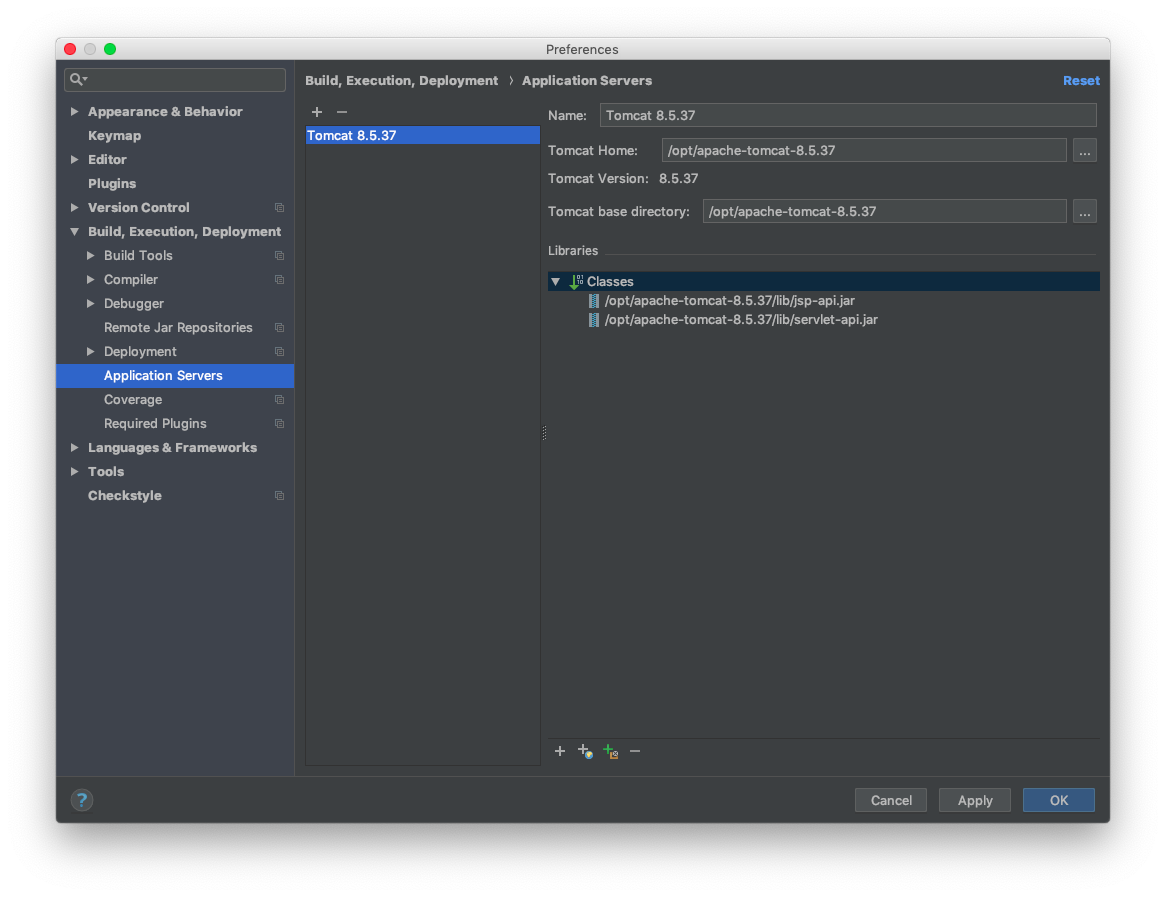 Preferences
Build, Execution, Deployment › Application Servers
Reset
Appearance & Behavior
Keymap
Editor
Plugins
Version Control
Build, Execution, Deployment
Build Tools
Compiler
Debugger
Remote Jar Repositories
Deployment
Application Servers
Coverage
Required Plugins
Languages & Frameworks
Tools
Checkstyle
Tomcat 8.5.37
Name: Tomcat 8.5.37
Tomcat Home: /opt/apache-tomcat-8.5.37 ...
Tomcat Version: 8.5.37
Tomcat base directory: /opt/apache-tomcat-8.5.37 ...
Libraries
Classes
/opt/apache-tomcat-8.5.37/lib/jsp-api.jar
/opt/apache-tomcat-8.5.37/lib/servlet-api.jar
?
Cancel
Apply
OK